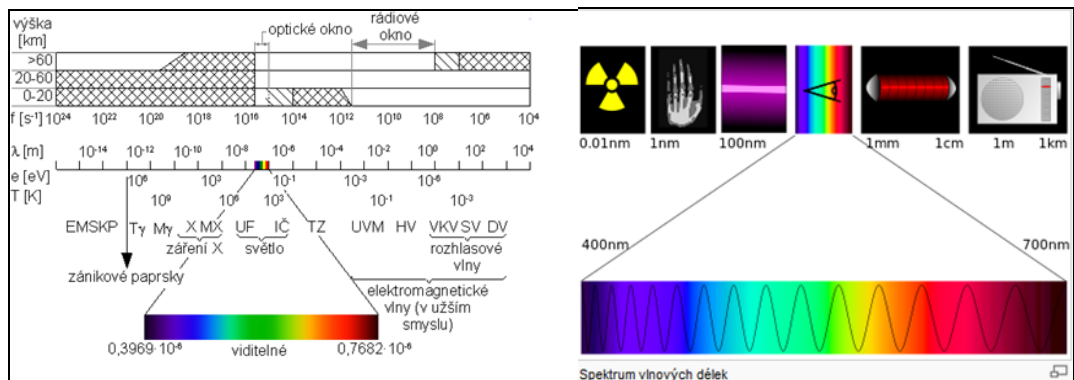 výška
[km]
optické okno
rádiové
okno
>60
20-60
0-20
f [s⁻¹] 10²⁴ 10²² 10²⁰ 10¹⁸ 10¹⁶ 10¹⁴ 10¹² 10¹⁰ 10⁸ 10⁶ 10⁴
λ [m] 10⁻¹⁴ 10⁻¹² 10⁻¹⁰ 10⁻⁸ 10⁻⁶ 10⁻⁴ 10⁻² 10⁰ 10² 10⁴
e [eV] 10⁶ 10³ 10⁻¹ 10⁻³ 10⁻⁶
T [K] 10⁹ 10⁶ 10³ 10⁻¹ 10⁻³
EMSKP Tγ Mγ X MX UF IČ TZ UVM HV VKV SV DV
záření X světlo rozhlasové
vlny
zánikové paprsky
elektromagnetické
vlny (v užším
smyslu)
0,3969·10⁻⁶ viditelné 0,7682·10⁻⁶
0.01nm 1nm 100nm 1mm 1cm 1m 1km
400nm 700nm
Spektrum vlnových délek